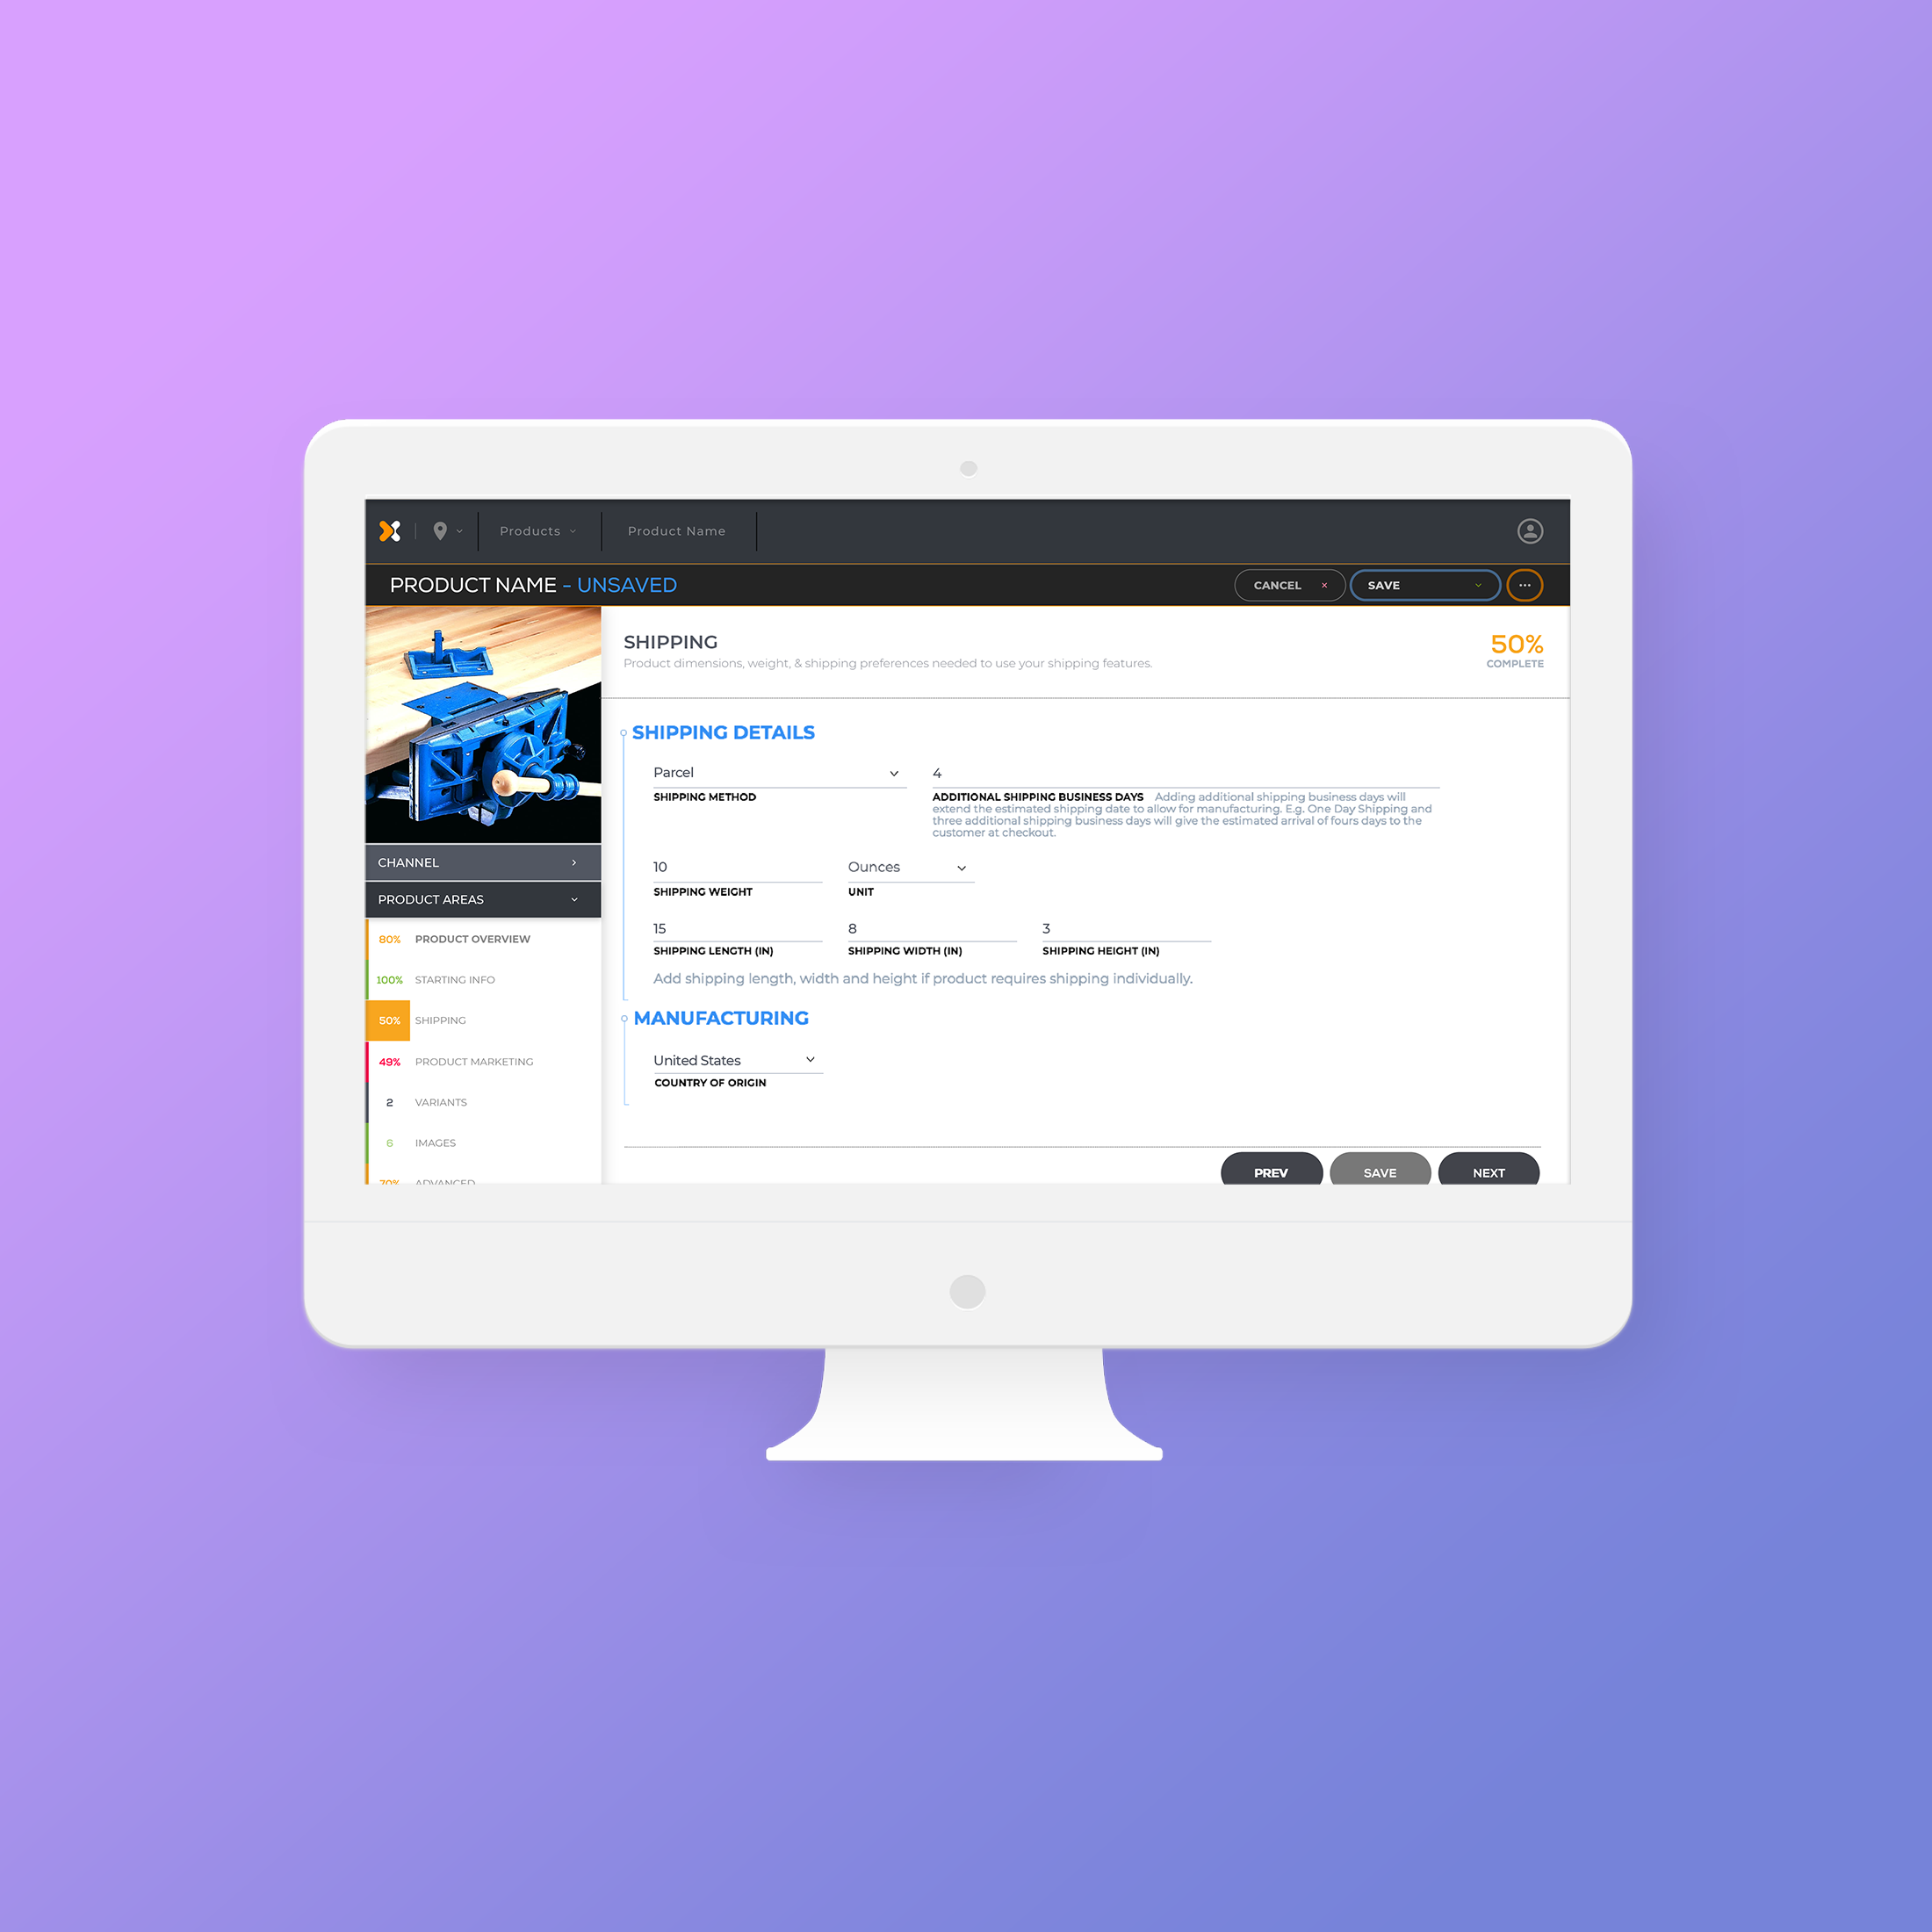 Products
Product Name
PRODUCT NAME - UNSAVED
CANCEL
SAVE
SHIPPING
Product dimensions, weight, & shipping preferences needed to use your shipping features.
50%
COMPLETE
CHANNEL
PRODUCT AREAS
80% PRODUCT OVERVIEW
100% STARTING INFO
50% SHIPPING
49% PRODUCT MARKETING
2 VARIANTS
6 IMAGES
70% ADVANCED
SHIPPING DETAILS
Parcel
SHIPPING METHOD
4
ADDITIONAL SHIPPING BUSINESS DAYS Adding additional shipping business days will
extend the estimated shipping date to allow for manufacturing. E.g. One Day Shipping and
three additional shipping business days will give the estimated arrival of fours days to the
customer at checkout.
10
SHIPPING WEIGHT
Ounces
UNIT
15
SHIPPING LENGTH (IN)
8
SHIPPING WIDTH (IN)
3
SHIPPING HEIGHT (IN)
Add shipping length, width and height if product requires shipping individually.
MANUFACTURING
United States
COUNTRY OF ORIGIN
PREV
SAVE
NEXT